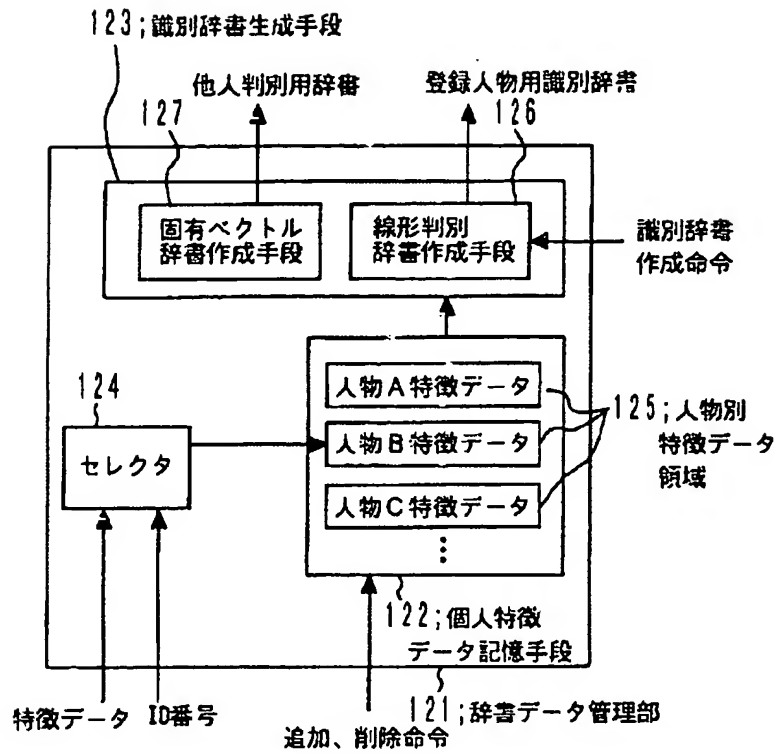 123;識別辞書生成手段
他人判別用辞書
登録人物用識別辞書
127
126
固有ベクトル
辞書作成手段
線形判別
辞書作成手段
識別辞書
作成命令
124
セレクタ
人物A特徴データ
人物B特徴データ
人物C特徴データ
⋮
125;人物別
特徴データ
領域
122;個人特徴
データ記憶手段
特徴データ
ID番号
追加、削除命令
121;辞書データ管理部